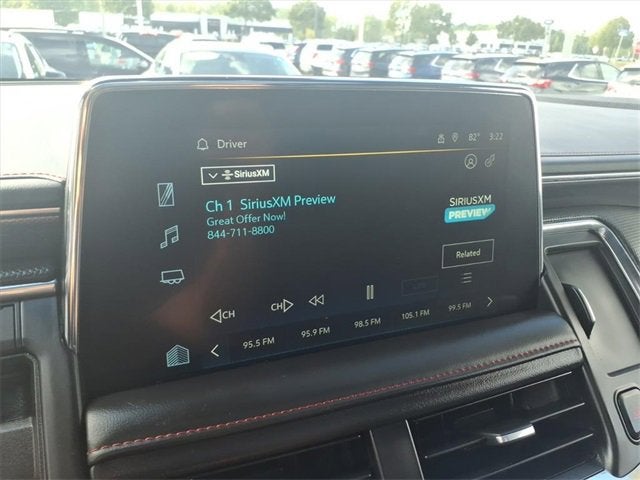 Driver 82° 3:22
SiriusXM
Ch 1 SiriusXM Preview
Great Offer Now!
844-711-8800
SIRIUSXM
PREVIEW
Related
CH CH
95.5 FM 95.9 FM 98.5 FM 105.1 FM 99.5 FM